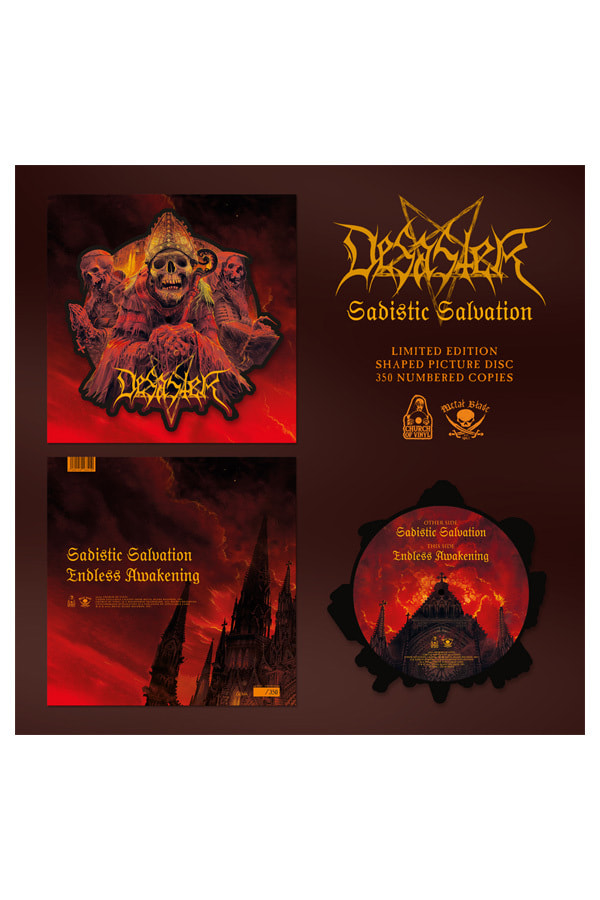 DESASTER
DESASTER
Sadistic Salvation
LIMITED EDITION
SHAPED PICTURE DISC
350 NUMBERED COPIES
CHURCH
OF VINYL
Metal Blade
Sadistic Salvation
Endless Awakening
/350
OTHER SIDE
Sadistic Salvation
THIS SIDE
Endless Awakening